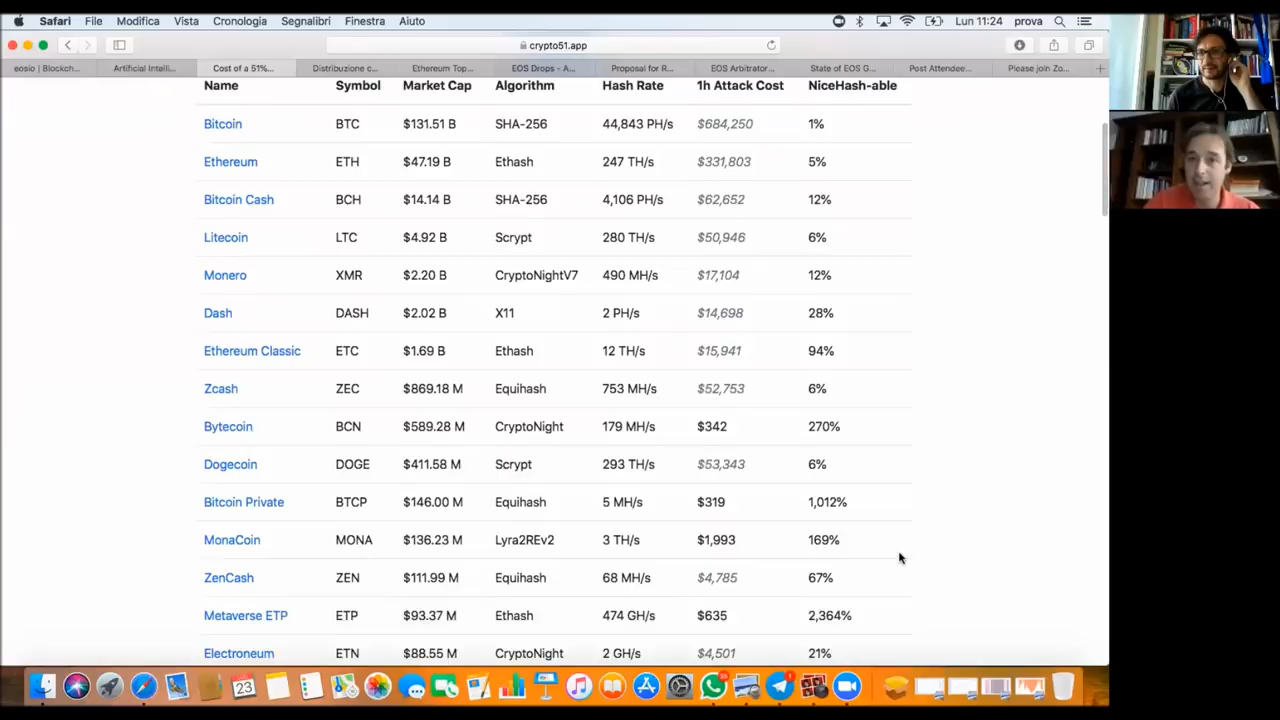 Safari File Modifica Vista Cronologia Segnalibri Finestra Aiuto Lun 11:24 prova
crypto51.app
eosio | Blockch... Artificial Intelli... Cost of a 51%... Distribuzione c... Ethereum Top... EOS Drops - A... Proposal for R... EOS Arbitrator... State of EOS G... Post Attendee... Please join Zo...
Name Symbol Market Cap Algorithm Hash Rate 1h Attack Cost NiceHash-able
Bitcoin BTC $131.51 B SHA-256 44,843 PH/s $684,250 1%
Ethereum ETH $47.19 B Ethash 247 TH/s $331,803 5%
Bitcoin Cash BCH $14.14 B SHA-256 4,106 PH/s $62,652 12%
Litecoin LTC $4.92 B Scrypt 280 TH/s $50,946 6%
Monero XMR $2.20 B CryptoNightV7 490 MH/s $17,104 12%
Dash DASH $2.02 B X11 2 PH/s $14,698 28%
Ethereum Classic ETC $1.69 B Ethash 12 TH/s $15,941 94%
Zcash ZEC $869.18 M Equihash 753 MH/s $52,753 6%
Bytecoin BCN $589.28 M CryptoNight 179 MH/s $342 270%
Dogecoin DOGE $411.58 M Scrypt 293 TH/s $53,343 6%
Bitcoin Private BTCP $146.00 M Equihash 5 MH/s $319 1,012%
MonaCoin MONA $136.23 M Lyra2REv2 3 TH/s $1,993 169%
ZenCash ZEN $111.99 M Equihash 68 MH/s $4,785 67%
Metaverse ETP ETP $93.37 M Ethash 474 GH/s $635 2,364%
Electroneum ETN $88.55 M CryptoNight 2 GH/s $4,501 21%
23